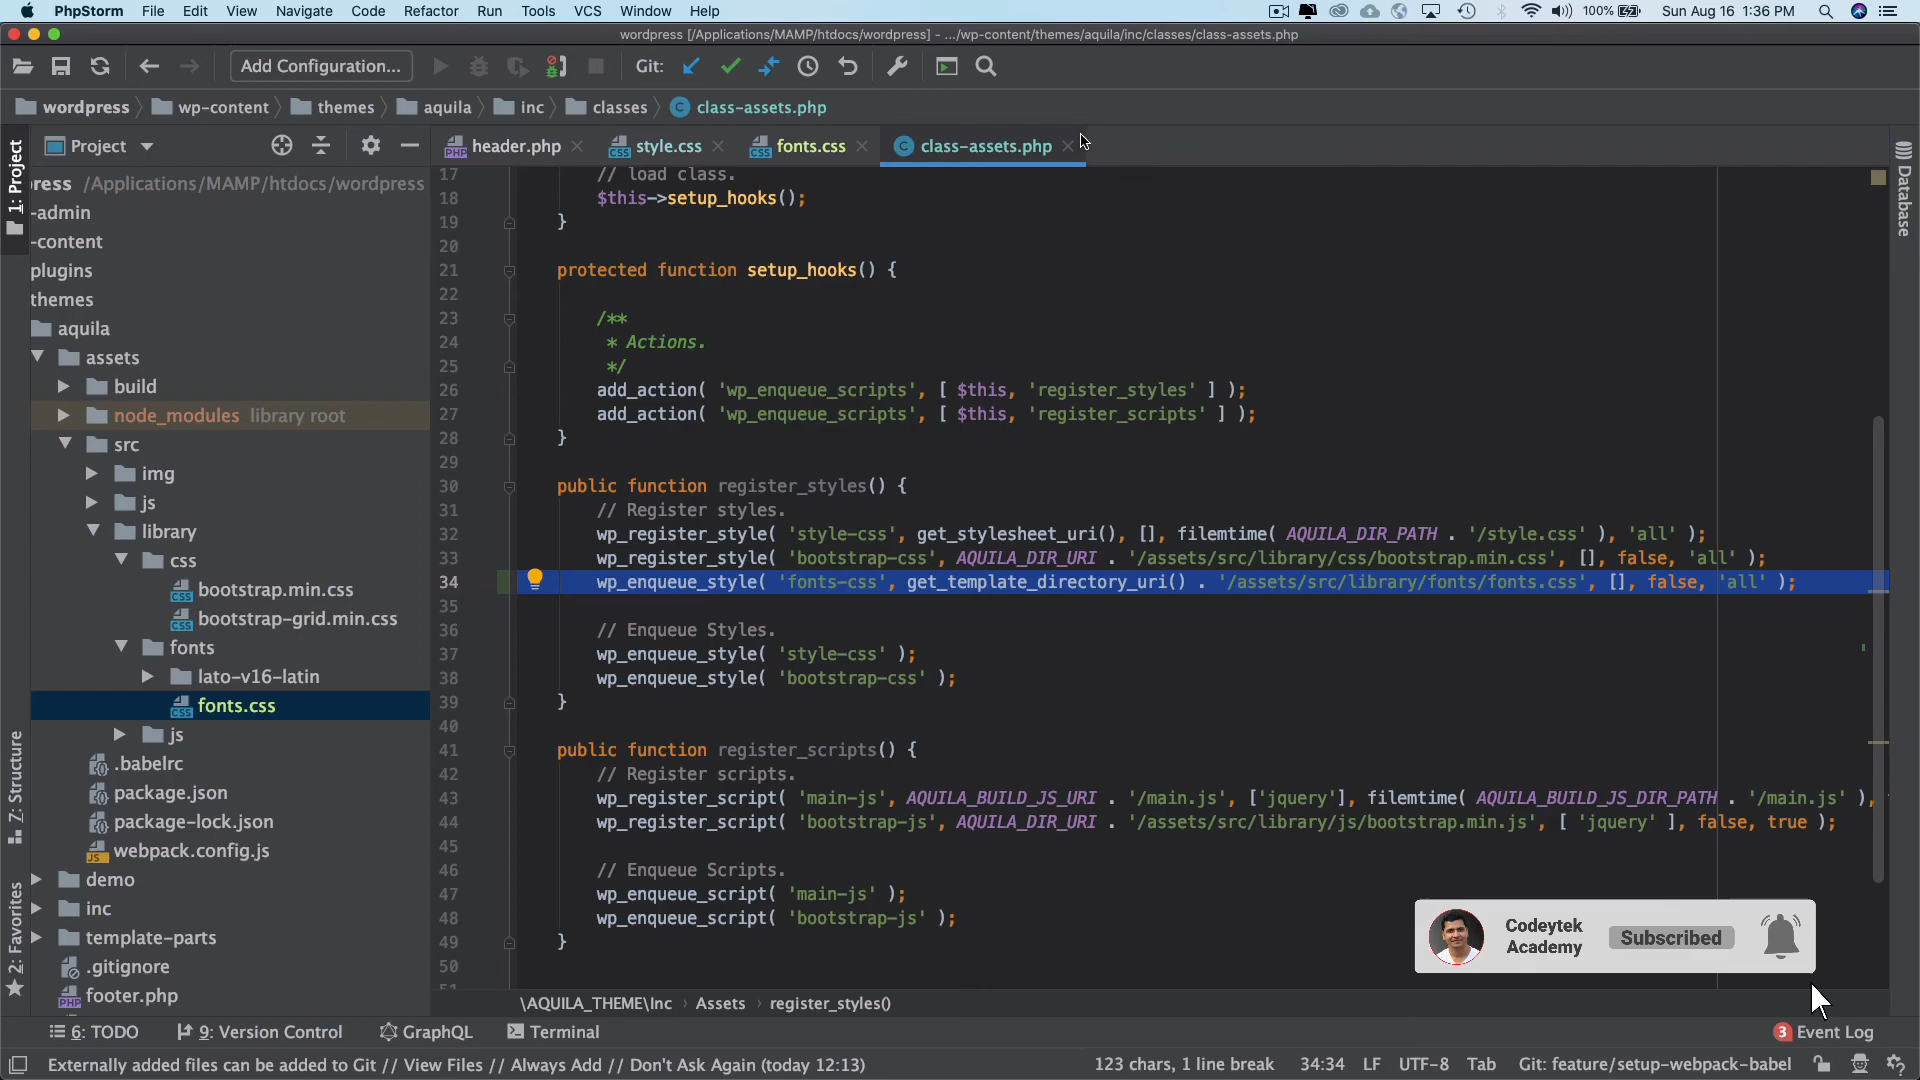 PhpStorm File Edit View Navigate Code Refactor Run Tools VCS Window Help 100% Sun Aug 16 1:36 PM
wordpress [/Applications/MAMP/htdocs/wordpress] - .../wp-content/themes/aquila/inc/classes/class-assets.php
Add Configuration... Git:
wordpress wp-content themes aquila inc classes class-assets.php
Project
header.php style.css fonts.css class-assets.php
1: Project
Z: Structure
2: Favorites
Database
ress /Applications/MAMP/htdocs/wordpress
-admin
-content
plugins
themes
aquila
assets
build
node_modules library root
src
img
js
library
css
bootstrap.min.css
bootstrap-grid.min.css
fonts
lato-v16-latin
fonts.css
js
.babelrc
package.json
package-lock.json
webpack.config.js
demo
inc
template-parts
.gitignore
footer.php
17 // load class.
18 $this->setup_hooks();
19 }
20
21 protected function setup_hooks() {
22
23 /**
24 * Actions.
25 */
26 add_action( 'wp_enqueue_scripts', [ $this, 'register_styles' ] );
27 add_action( 'wp_enqueue_scripts', [ $this, 'register_scripts' ] );
28 }
29
30 public function register_styles() {
31 // Register styles.
32 wp_register_style( 'style-css', get_stylesheet_uri(), [], filemtime( AQUILA_DIR_PATH . '/style.css' ), 'all' );
33 wp_register_style( 'bootstrap-css', AQUILA_DIR_URI . '/assets/src/library/css/bootstrap.min.css', [], false, 'all' );
34 wp_enqueue_style( 'fonts-css', get_template_directory_uri() . '/assets/src/library/fonts/fonts.css', [], false, 'all' );
35
36 // Enqueue Styles.
37 wp_enqueue_style( 'style-css' );
38 wp_enqueue_style( 'bootstrap-css' );
39 }
40
41 public function register_scripts() {
42 // Register scripts.
43 wp_register_script( 'main-js', AQUILA_BUILD_JS_URI . '/main.js', ['jquery'], filemtime( AQUILA_BUILD_JS_DIR_PATH . '/main.js' ),
44 wp_register_script( 'bootstrap-js', AQUILA_DIR_URI . '/assets/src/library/js/bootstrap.min.js', [ 'jquery' ], false, true );
45
46 // Enqueue Scripts.
47 wp_enqueue_script( 'main-js' );
48 wp_enqueue_script( 'bootstrap-js' );
49 }
50
Codeytek
Academy
Subscribed
\AQUILA_THEME\Inc Assets register_styles()
6: TODO 9: Version Control GraphQL Terminal 3 Event Log
Externally added files can be added to Git // View Files // Always Add // Don't Ask Again (today 12:13) 123 chars, 1 line break 34:34 LF UTF-8 Tab Git: feature/setup-webpack-babel